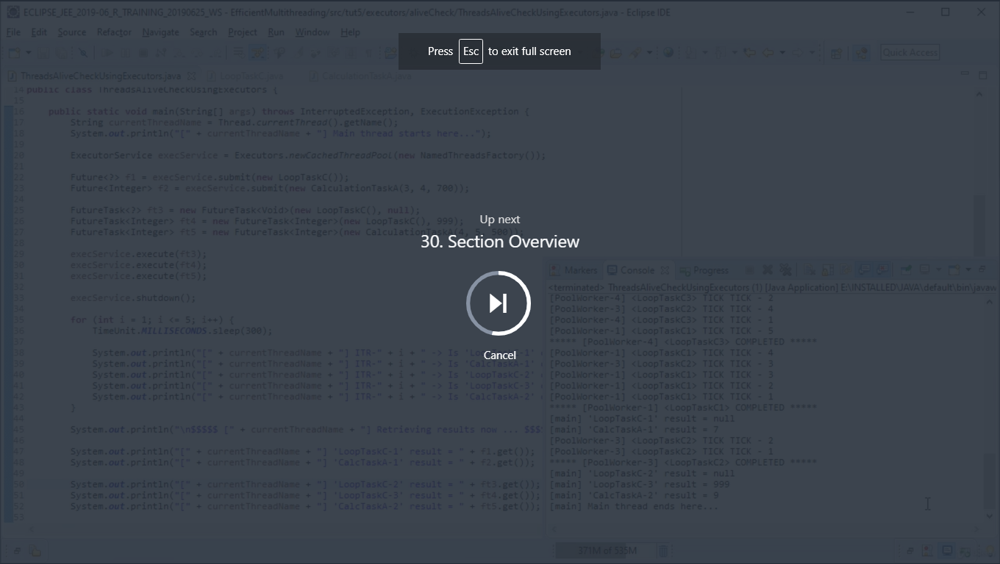 ECLIPSE_JEE_2019-06_R_TRAINING_20190625_WS - EfficientMultithreading/src/tut5/executors/aliveCheck/ThreadsAliveCheckUsingExecutors.java - Eclipse IDE
File Edit Source Refactor Navigate Search Project Run Window Help
Press Esc to exit full screen
Quick Access
ThreadsAliveCheckUsingExecutors.java LoopTaskC.java CalculationTaskA.java
14 public class ThreadsAliveCheckUsingExecutors {
15
16 public static void main(String[] args) throws InterruptedException, ExecutionException {
17 String currentThreadName = Thread.currentThread().getName();
18 System.out.println("[" + currentThreadName + "] Main thread starts here...");
19
20 ExecutorService execService = Executors.newCachedThreadPool(new NamedThreadsFactory());
21
22 Future<?> f1 = execService.submit(new LoopTaskC());
23 Future<Integer> f2 = execService.submit(new CalculationTaskA(3, 4, 700));
24
25 FutureTask<?> ft3 = new FutureTask<Void>(new LoopTaskC(), null);
26 FutureTask<Integer> ft4 = new FutureTask<Integer>(new LoopTaskC(), 999);
27 FutureTask<Integer> ft5 = new FutureTask<Integer>(new CalculationTaskA(4, 5, 500));
28
29 execService.execute(ft3);
30 execService.execute(ft4);
31 execService.execute(ft5);
32
33 execService.shutdown();
34
35 for (int i = 1; i <= 5; i++) {
36 TimeUnit.MILLISECONDS.sleep(300);
37
38 System.out.println("[" + currentThreadName + "] ITR-" + i + " -> Is 'LoopTaskC-1'
39 System.out.println("[" + currentThreadName + "] ITR-" + i + " -> Is 'CalcTaskA-1'
40 System.out.println("[" + currentThreadName + "] ITR-" + i + " -> Is 'LoopTaskC-2'
41 System.out.println("[" + currentThreadName + "] ITR-" + i + " -> Is 'LoopTaskC-3'
42 System.out.println("[" + currentThreadName + "] ITR-" + i + " -> Is 'CalcTaskA-2'
43 }
44
45 System.out.println("\n$$$$$ [" + currentThreadName + "] Retrieving results now ... $$$
46
47 System.out.println("[" + currentThreadName + "] 'LoopTaskC-1' result = " + f1.get());
48 System.out.println("[" + currentThreadName + "] 'CalcTaskA-1' result = " + f2.get());
49
50 System.out.println("[" + currentThreadName + "] 'LoopTaskC-2' result = " + ft3.get());
51 System.out.println("[" + currentThreadName + "] 'LoopTaskC-3' result = " + ft4.get());
52 System.out.println("[" + currentThreadName + "] 'CalcTaskA-2' result = " + ft5.get());
53
Up next
30. Section Overview
Cancel
Markers Console Progress
<terminated> ThreadsAliveCheckUsingExecutors (1) [Java Application] E:\INSTALLED\JAVA\default\bin\javaw
[PoolWorker-4] <LoopTaskC3> TICK TICK - 2
[PoolWorker-3] <LoopTaskC2> TICK TICK - 4
[PoolWorker-4] <LoopTaskC3> TICK TICK - 1
[PoolWorker-1] <LoopTaskC1> TICK TICK - 5
***** [PoolWorker-4] <LoopTaskC3> COMPLETED *****
[PoolWorker-1] <LoopTaskC1> TICK TICK - 4
[PoolWorker-3] <LoopTaskC2> TICK TICK - 3
[PoolWorker-1] <LoopTaskC1> TICK TICK - 3
[PoolWorker-1] <LoopTaskC1> TICK TICK - 2
[PoolWorker-1] <LoopTaskC1> TICK TICK - 1
***** [PoolWorker-1] <LoopTaskC1> COMPLETED *****
[main] 'LoopTaskC-1' result = null
[main] 'CalcTaskA-1' result = 7
[PoolWorker-3] <LoopTaskC2> TICK TICK - 2
[PoolWorker-3] <LoopTaskC2> TICK TICK - 1
***** [PoolWorker-3] <LoopTaskC2> COMPLETED *****
[main] 'LoopTaskC-2' result = null
[main] 'LoopTaskC-3' result = 999
[main] 'CalcTaskA-2' result = 9
[main] Main thread ends here...
371M of 535M